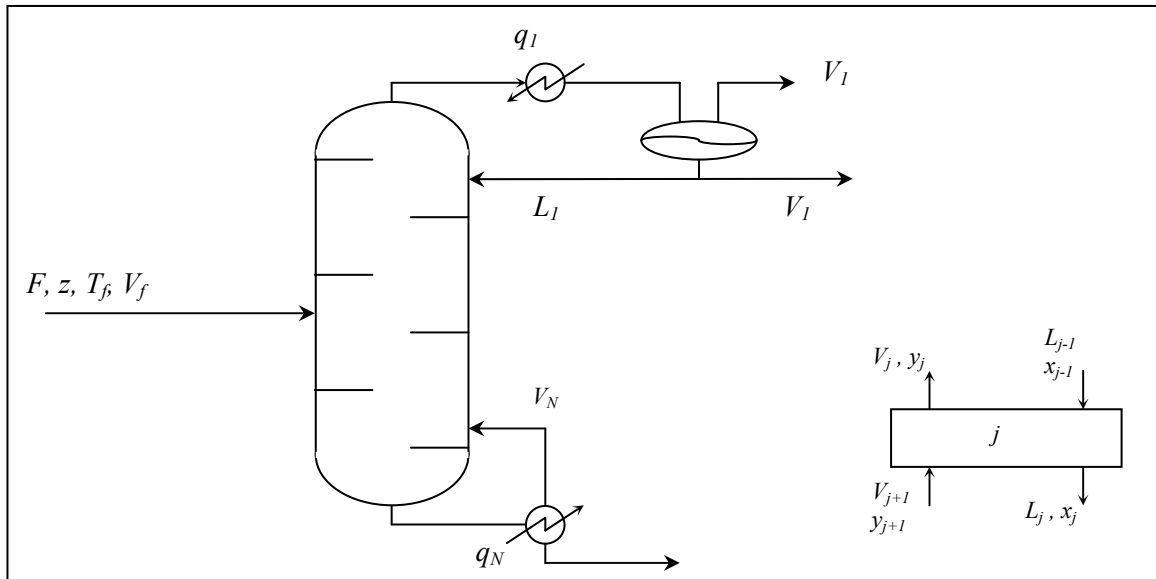 q1
V1
L1
V1
F, z, Tf, Vf
VN
qN
Vj , yj
Lj-1
xj-1
j
Vj+1
yj+1
Lj , xj